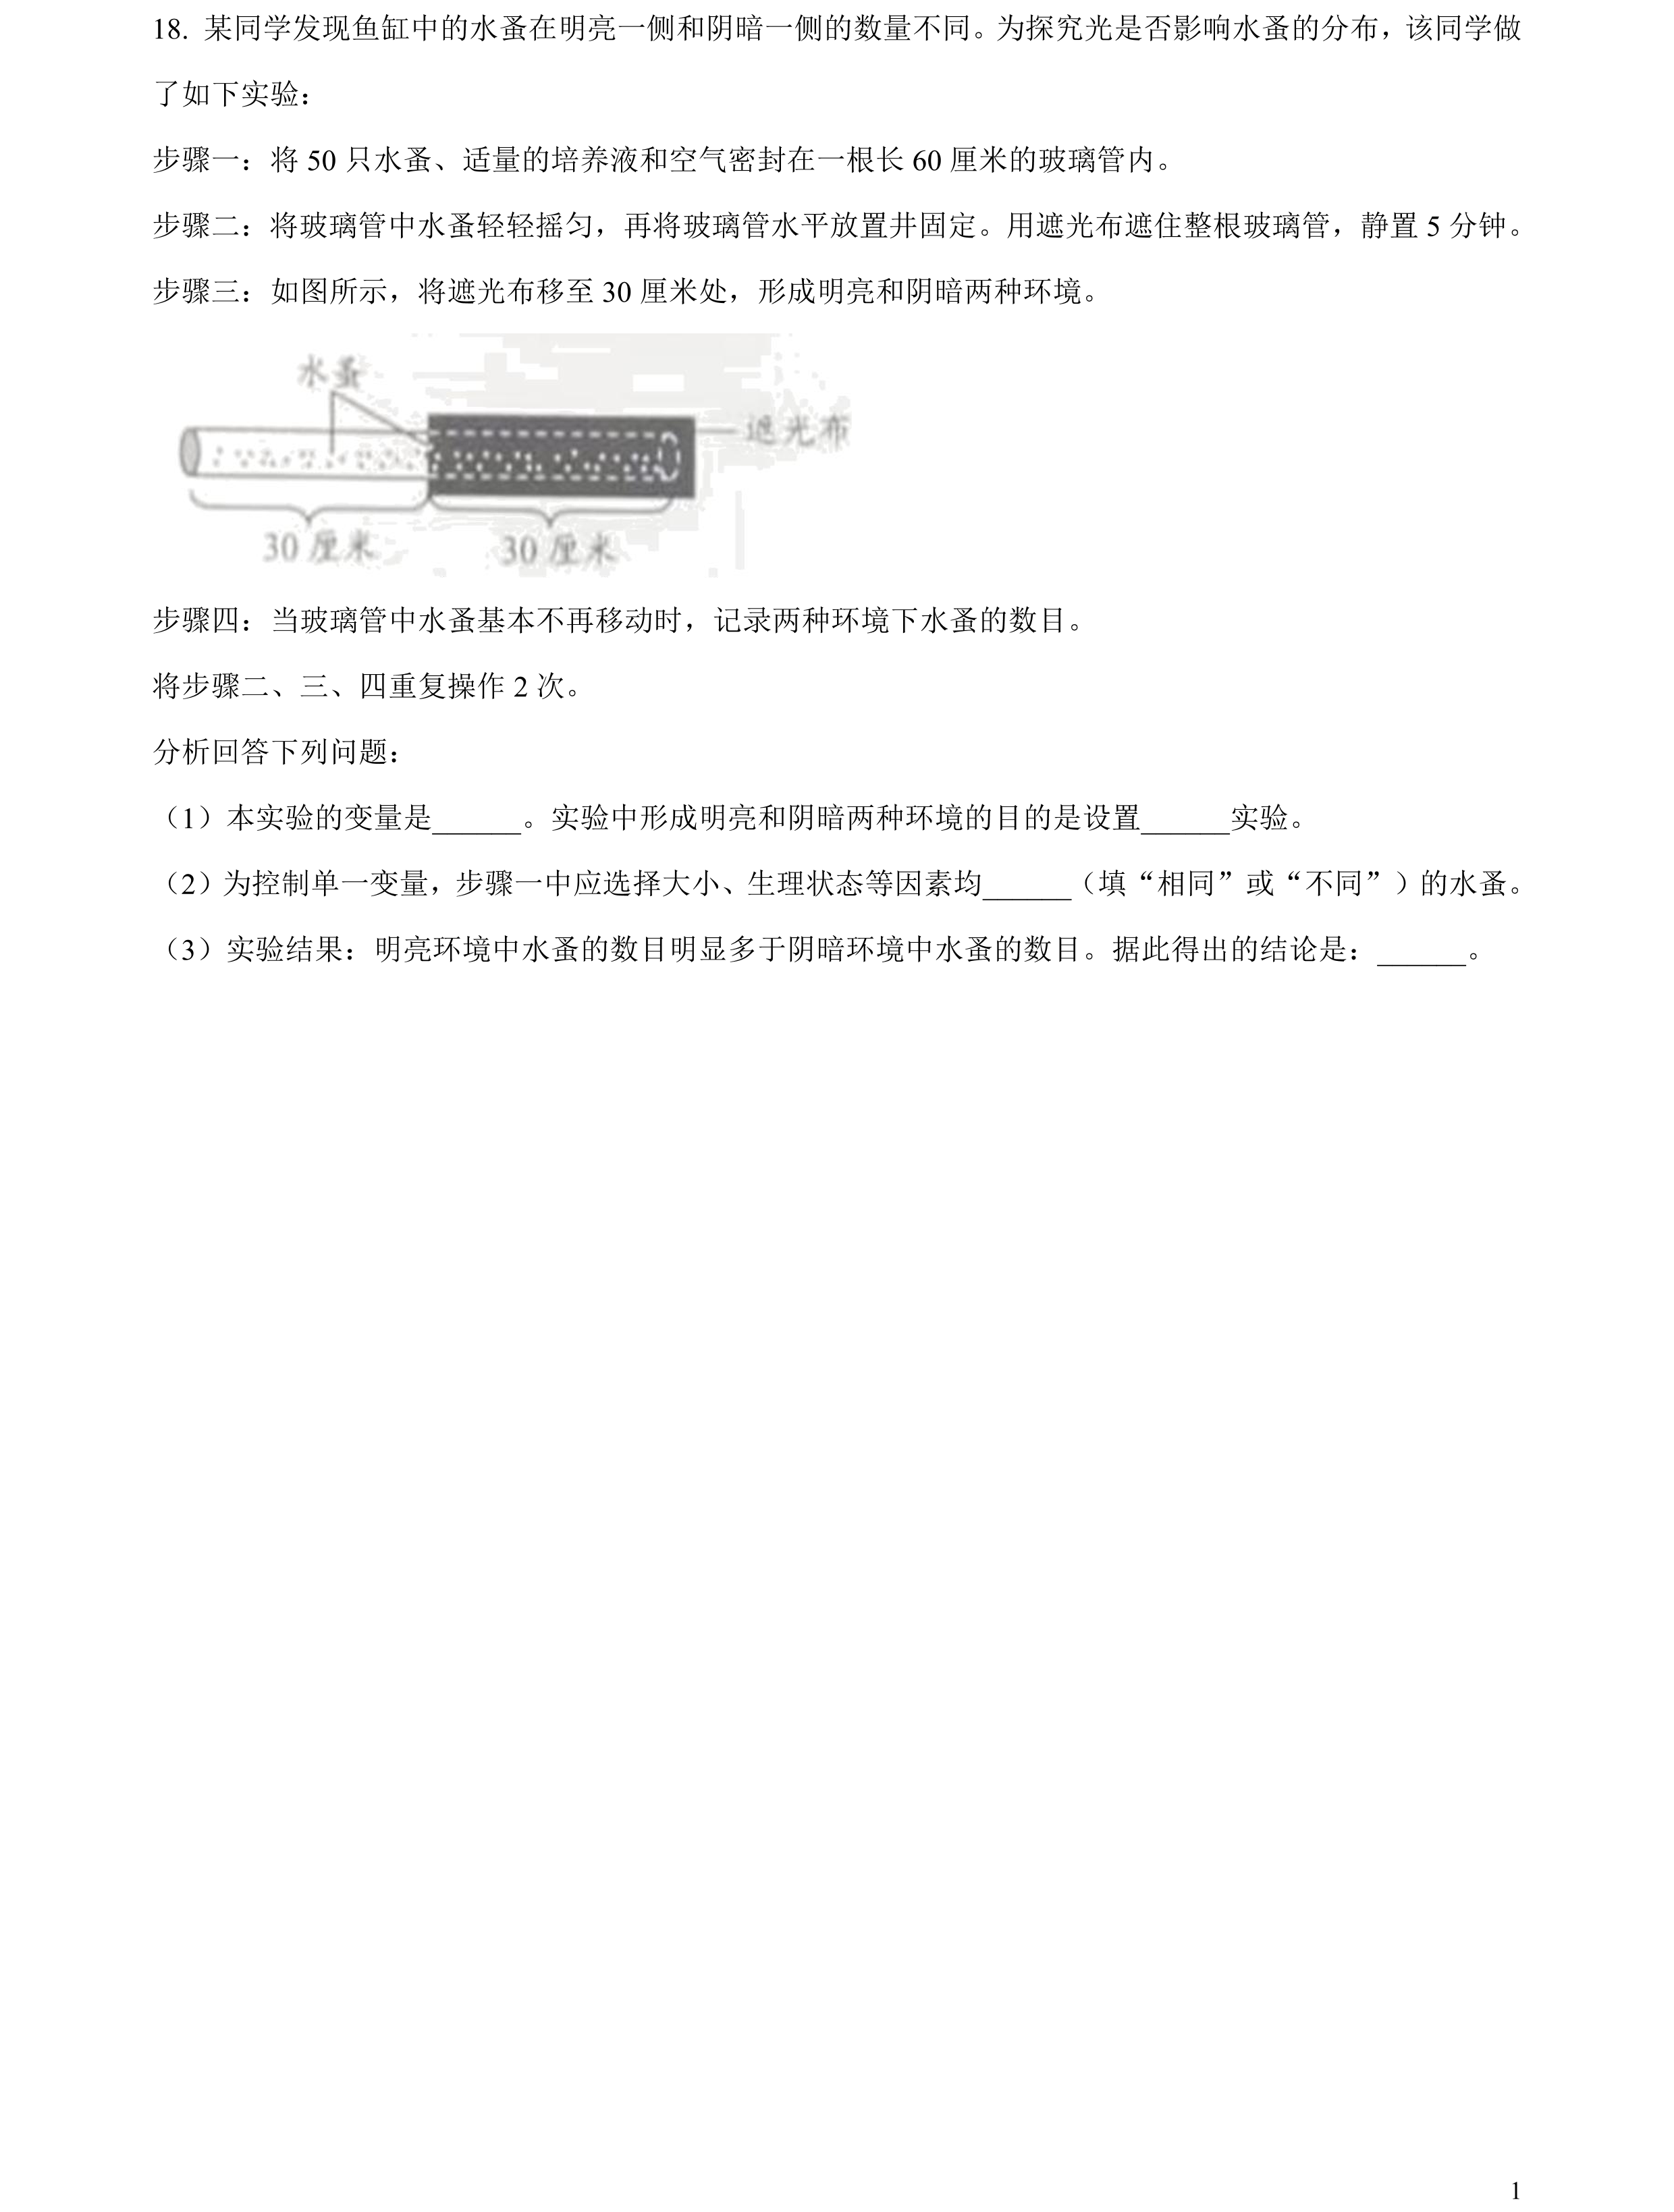 18. 某同学发现鱼缸中的水蚤在明亮一侧和阴暗一侧的数量不同。为探究光是否影响水蚤的分布，该同学做
了如下实验：
步骤一：将 50 只水蚤、适量的培养液和空气密封在一根长 60 厘米的玻璃管内。
步骤二：将玻璃管中水蚤轻轻摇匀，再将玻璃管水平放置井固定。用遮光布遮住整根玻璃管，静置 5 分钟。
步骤三：如图所示，将遮光布移至 30 厘米处，形成明亮和阴暗两种环境。
水蚤
遮光布
30 厘米
30 厘米
步骤四：当玻璃管中水蚤基本不再移动时，记录两种环境下水蚤的数目。
将步骤二、三、四重复操作 2 次。
分析回答下列问题：
（1）本实验的变量是______。实验中形成明亮和阴暗两种环境的目的是设置______实验。
（2）为控制单一变量，步骤一中应选择大小、生理状态等因素均______（填“相同”或“不同”）的水蚤。
（3）实验结果：明亮环境中水蚤的数目明显多于阴暗环境中水蚤的数目。据此得出的结论是：______。
1